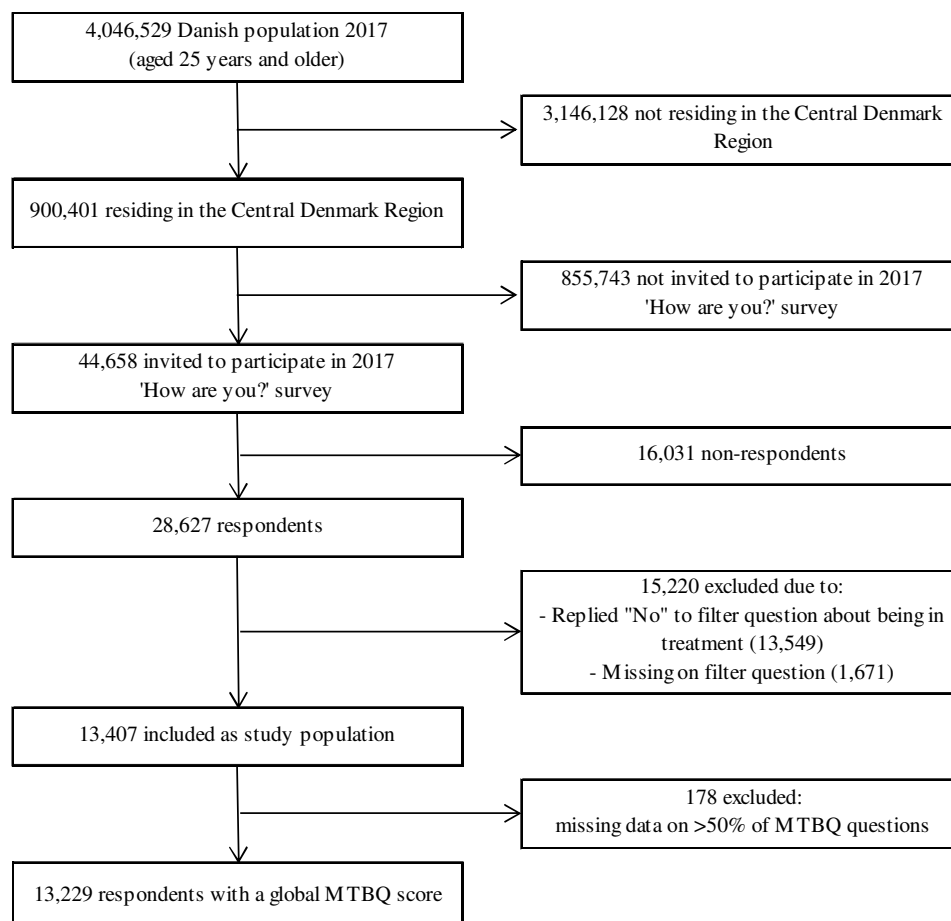 4,046,529 Danish population 2017
(aged 25 years and older)
3,146,128 not residing in the Central Denmark
Region
900,401 residing in the Central Denmark Region
855,743 not invited to participate in 2017
'How are you?' survey
44,658 invited to participate in 2017
'How are you?' survey
16,031 non-respondents
28,627 respondents
15,220 excluded due to:
- Replied "No" to filter question about being in
treatment (13,549)
- Missing on filter question (1,671)
13,407 included as study population
178 excluded:
missing data on >50% of MTBQ questions
13,229 respondents with a global MTBQ score